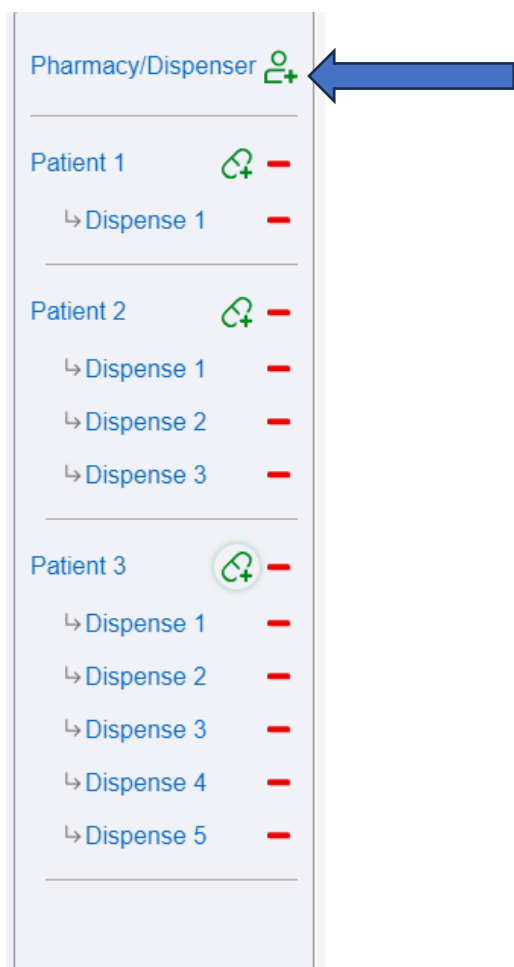 Pharmacy/Dispenser
Patient 1
Dispense 1
Patient 2
Dispense 1
Dispense 2
Dispense 3
Patient 3
Dispense 1
Dispense 2
Dispense 3
Dispense 4
Dispense 5